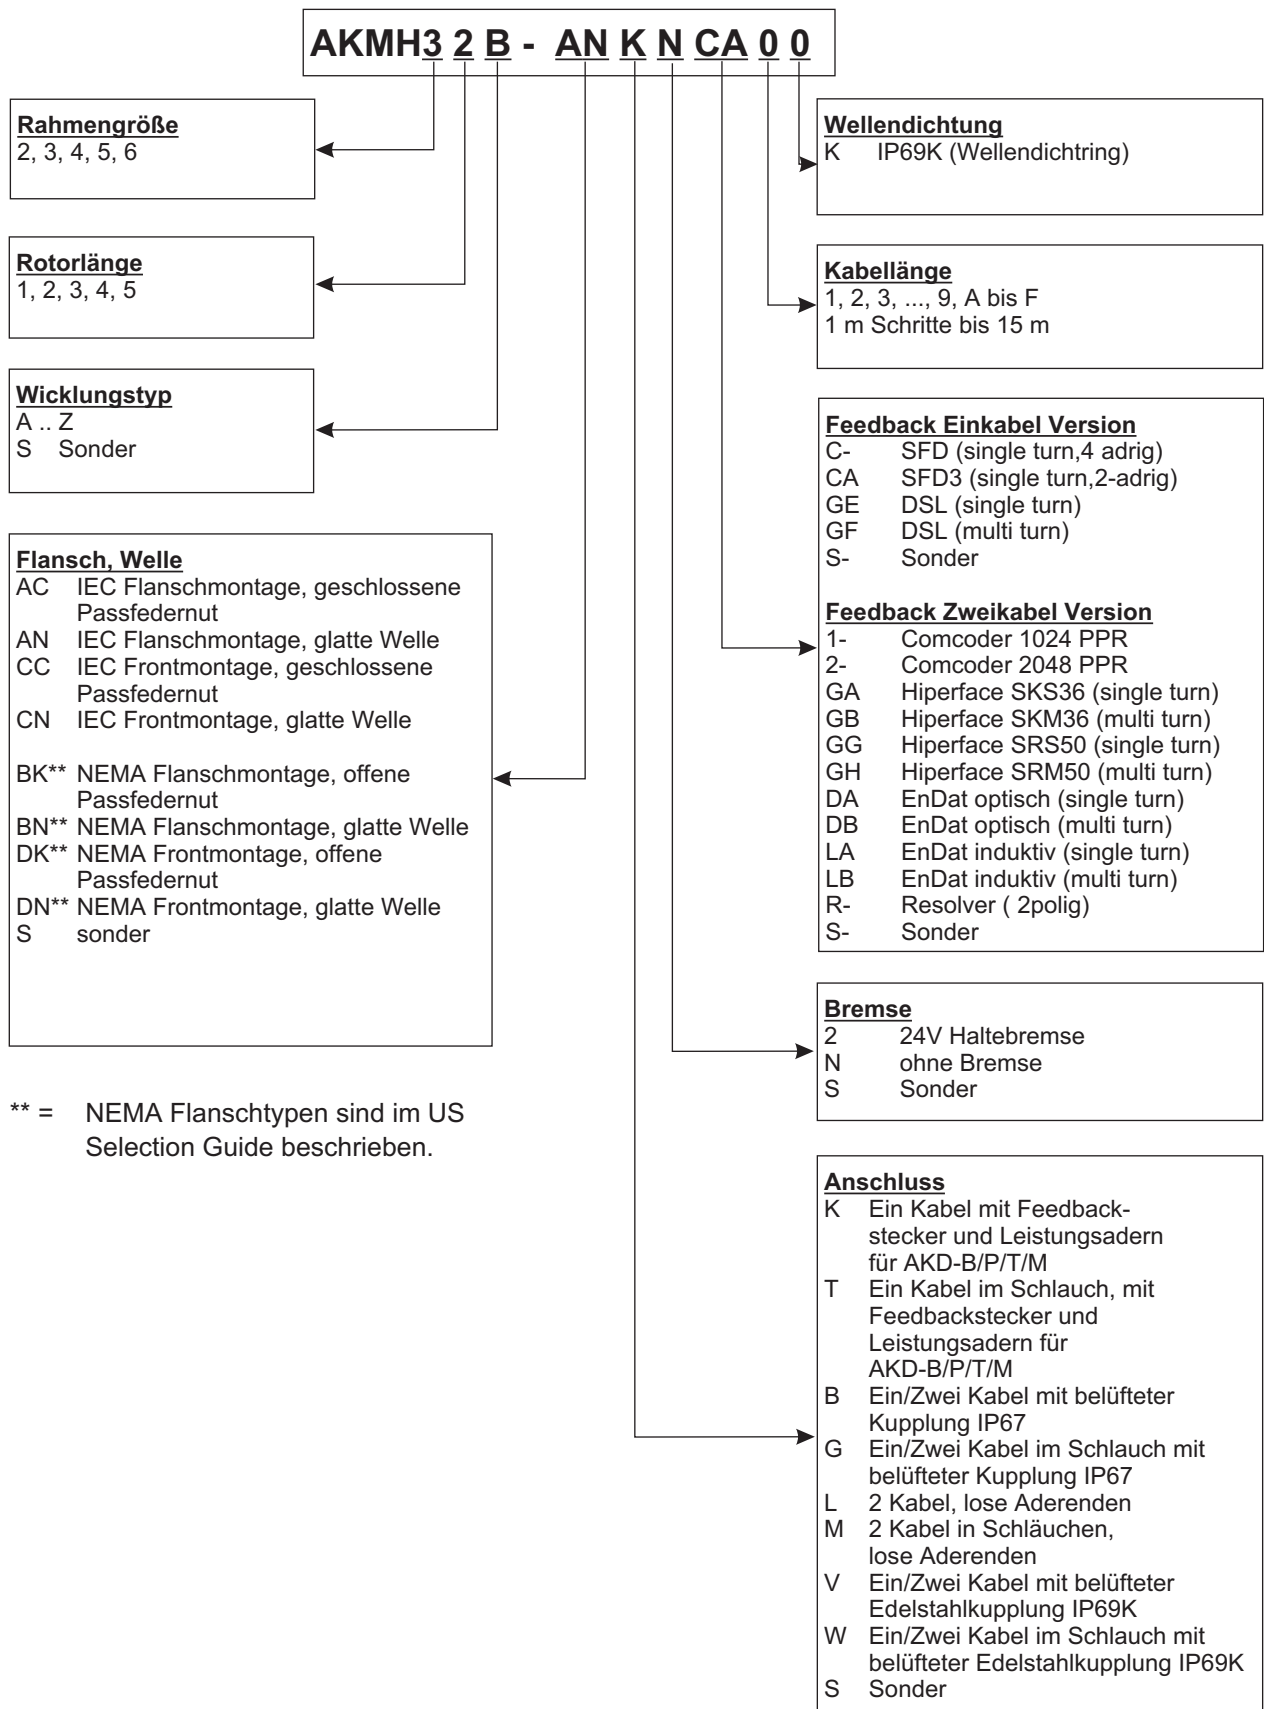 AKMH3 2 B - AN K N CA 0 0
Rahmengröße
2, 3, 4, 5, 6
Rotorlänge
1, 2, 3, 4, 5
Wicklungstyp
A .. Z
S Sonder
Flansch, Welle
AC IEC Flanschmontage, geschlossene
Passfedernut
AN IEC Flanschmontage, glatte Welle
CC IEC Frontmontage, geschlossene
Passfedernut
CN IEC Frontmontage, glatte Welle
BK** NEMA Flanschmontage, offene
Passfedernut
BN** NEMA Flanschmontage, glatte Welle
DK** NEMA Frontmontage, offene
Passfedernut
DN** NEMA Frontmontage, glatte Welle
S sonder
** = NEMA Flanschtypen sind im US
Selection Guide beschrieben.
Wellendichtung
K IP69K (Wellendichtring)
Kabellänge
1, 2, 3, ..., 9, A bis F
1 m Schritte bis 15 m
Feedback Einkabel Version
C- SFD (single turn,4 adrig)
CA SFD3 (single turn,2-adrig)
GE DSL (single turn)
GF DSL (multi turn)
S- Sonder
Feedback Zweikabel Version
1- Comcoder 1024 PPR
2- Comcoder 2048 PPR
GA Hiperface SKS36 (single turn)
GB Hiperface SKM36 (multi turn)
GG Hiperface SRS50 (single turn)
GH Hiperface SRM50 (multi turn)
DA EnDat optisch (single turn)
DB EnDat optisch (multi turn)
LA EnDat induktiv (single turn)
LB EnDat induktiv (multi turn)
R- Resolver ( 2polig)
S- Sonder
Bremse
2 24V Haltebremse
N ohne Bremse
S Sonder
Anschluss
K Ein Kabel mit Feedback-
stecker und Leistungsadern
für AKD-B/P/T/M
T Ein Kabel im Schlauch, mit
Feedbackstecker und
Leistungsadern für
AKD-B/P/T/M
B Ein/Zwei Kabel mit belüfteter
Kupplung IP67
G Ein/Zwei Kabel im Schlauch mit
belüfteter Kupplung IP67
L 2 Kabel, lose Aderenden
M 2 Kabel in Schläuchen,
lose Aderenden
V Ein/Zwei Kabel mit belüfteter
Edelstahlkupplung IP69K
W Ein/Zwei Kabel im Schlauch mit
belüfteter Edelstahlkupplung IP69K
S Sonder